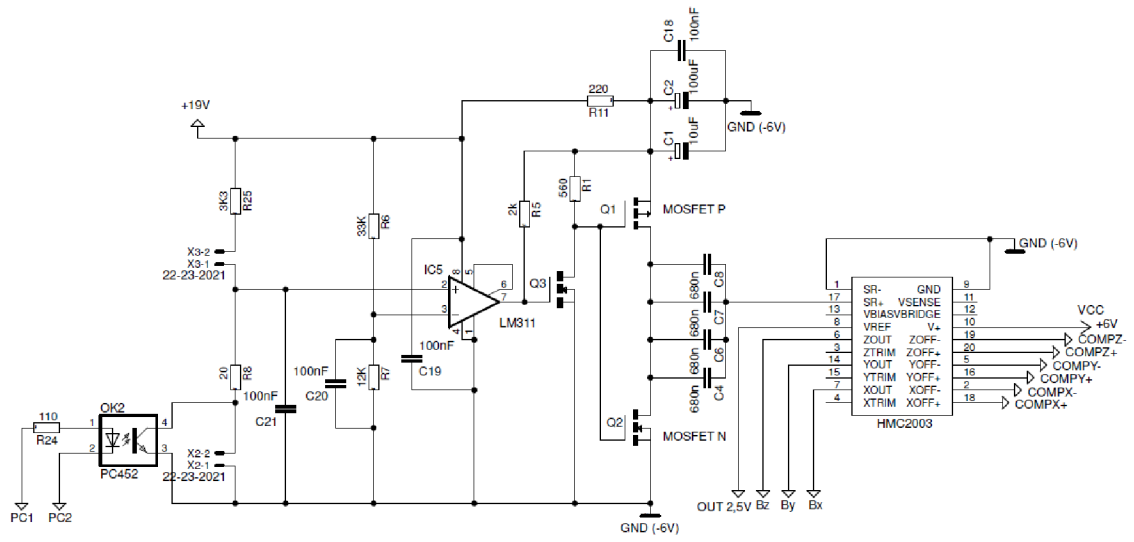 C18
100nF
C2
100uF
C1
10uF
GND (-6V)
220
R11
+19V
3K3
R25
33K
R6
2k
R5
560
R1
Q1
MOSFET P
X3-2
X3-1
22-23-2021
IC5
8
5
2
+
3
−
4
1
6
7
LM311
Q3
680n
C8
680n
C7
680n
C6
680n
C4
100nF
C19
100nF
C20
12K
R7
20
R8
100nF
C21
110
R24
OK2
1
2
4
3
PC452
X2-2
X2-1
22-23-2021
PC1
PC2
Q2
MOSFET N
GND (-6V)
GND (-6V)
1 SR- GND 9
17 SR+ VSENSE 11
13 VBIAS VBRIDGE 12
8 VREF V+ 10
6 ZOUT ZOFF- 19
3 ZTRIM ZOFF+ 20
14 YOUT YOFF- 5
15 YTRIM YOFF+ 16
7 XOUT XOFF- 2
4 XTRIM XOFF+ 18
HMC2003
VCC
+6V
COMPZ-
COMPZ+
COMPY-
COMPY+
COMPX-
COMPX+
OUT 2,5V
Bz
By
Bx